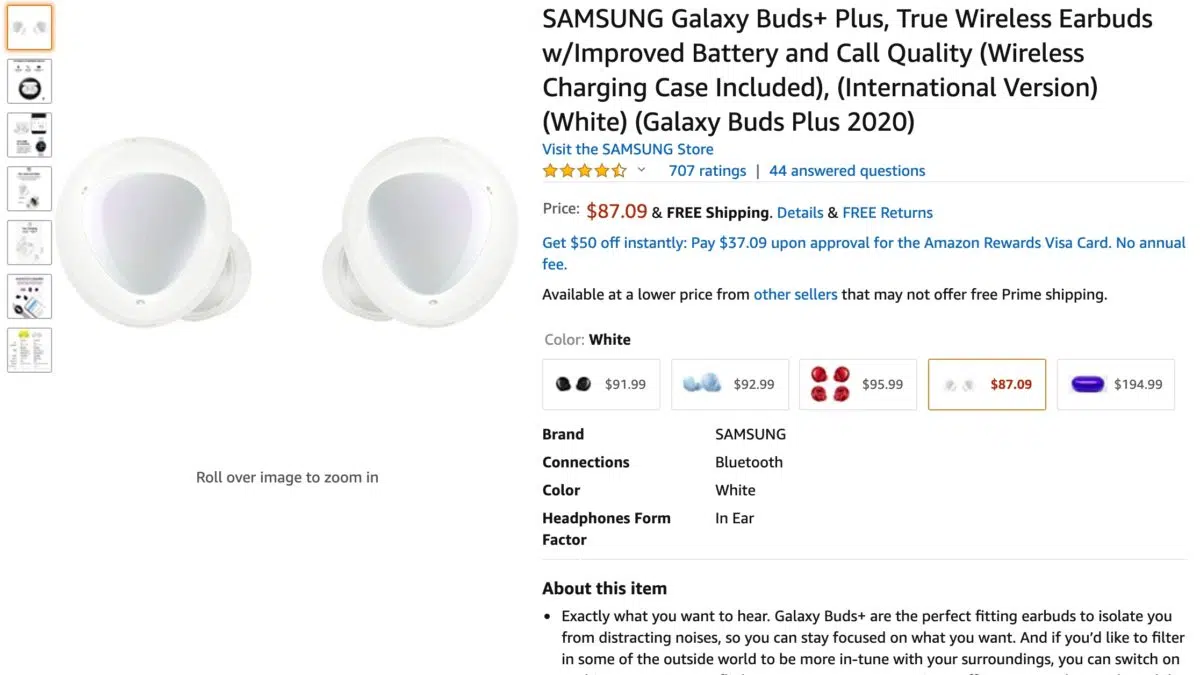 SAMSUNG Galaxy Buds+ Plus, True Wireless Earbuds
w/Improved Battery and Call Quality (Wireless
Charging Case Included), (International Version)
(White) (Galaxy Buds Plus 2020)
Visit the SAMSUNG Store
707 ratings | 44 answered questions
Price: $87.09 & FREE Shipping. Details & FREE Returns
Get $50 off instantly: Pay $37.09 upon approval for the Amazon Rewards Visa Card. No annual
fee.
Available at a lower price from other sellers that may not offer free Prime shipping.
Color: White
$91.99 $92.99 $95.99 $87.09 $194.99
Brand SAMSUNG
Connections Bluetooth
Color White
Headphones Form In Ear
Factor
Roll over image to zoom in
About this item
• Exactly what you want to hear. Galaxy Buds+ are the perfect fitting earbuds to isolate you
from distracting noises, so you can stay focused on what you want. And if you’d like to filter
in some of the outside world to be more in-tune with your surroundings, you can switch on